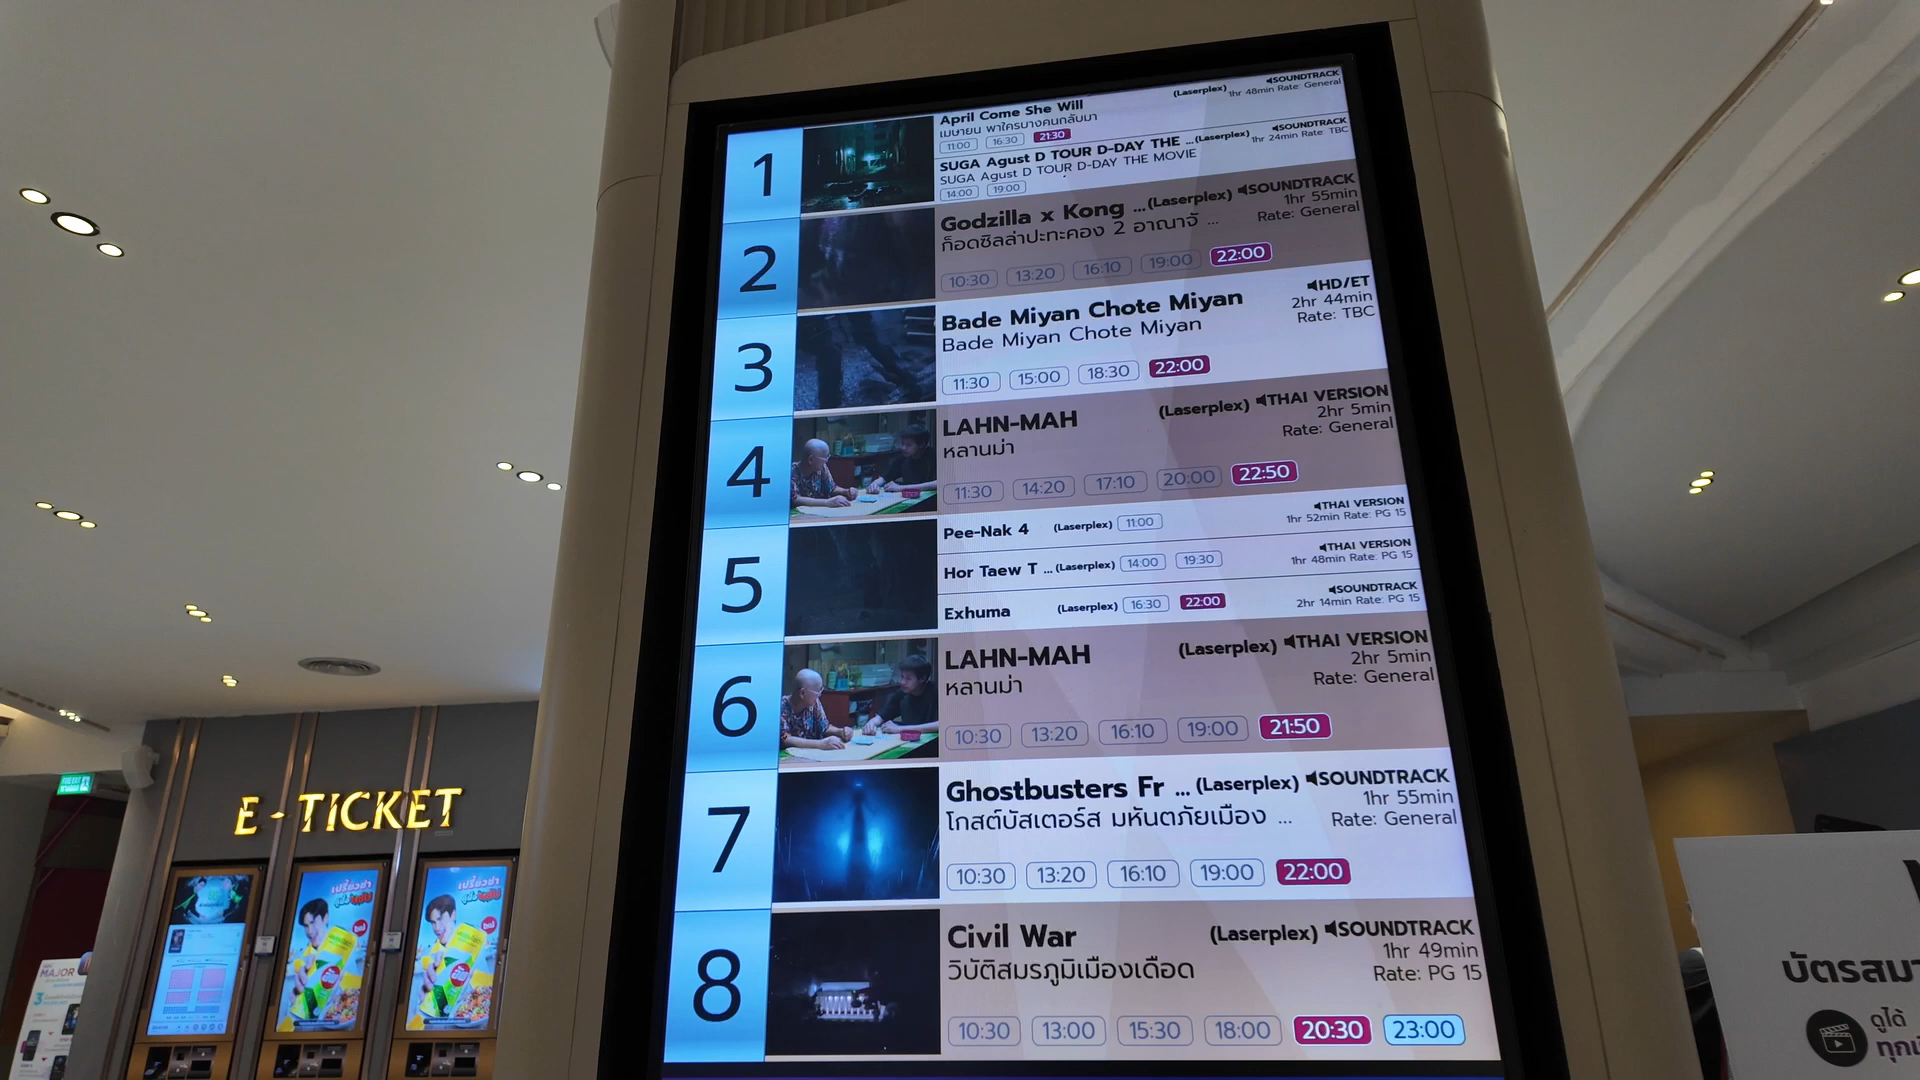 1
April Come She Will
(Laserplex)
SOUNDTRACK
1hr 48min Rate: General
เมษายน พาใครบางคนกลับมา
11:00 16:30 21:30
SUGA Agust D TOUR D-DAY THE ... (Laserplex)
SOUNDTRACK
1hr 24min Rate: TBC
SUGA Agust D TOUR D-DAY THE MOVIE
14:00 19:00
2
Godzilla x Kong ... (Laserplex) SOUNDTRACK
1hr 55min
Rate: General
ก็อดซิลล่าปะทะคอง 2 อาณาจั ...
10:30 13:20 16:10 19:00 22:00
3
Bade Miyan Chote Miyan
HD/ET
2hr 44min
Rate: TBC
Bade Miyan Chote Miyan
11:30 15:00 18:30 22:00
4
LAHN-MAH (Laserplex) THAI VERSION
2hr 5min
Rate: General
หลานม่า
11:30 14:20 17:10 20:00 22:50
5
Pee-Nak 4 (Laserplex) 11:00
THAI VERSION
1hr 52min Rate: PG 15
Hor Taew T ... (Laserplex) 14:00 19:30
THAI VERSION
1hr 48min Rate: PG 15
Exhuma (Laserplex) 16:30 22:00
SOUNDTRACK
2hr 14min Rate: PG 15
6
LAHN-MAH (Laserplex) THAI VERSION
2hr 5min
Rate: General
หลานม่า
10:30 13:20 16:10 19:00 21:50
7
Ghostbusters Fr ... (Laserplex) SOUNDTRACK
1hr 55min
Rate: General
โกสต์บัสเตอร์ส มหันตภัยเมือง ...
10:30 13:20 16:10 19:00 22:00
8
Civil War (Laserplex) SOUNDTRACK
1hr 49min
Rate: PG 15
วิบัติสมรภูมิเมืองเดือด
10:30 13:00 15:30 18:00 20:30 23:00
E - TICKET
MAJOR
3
ดูได้